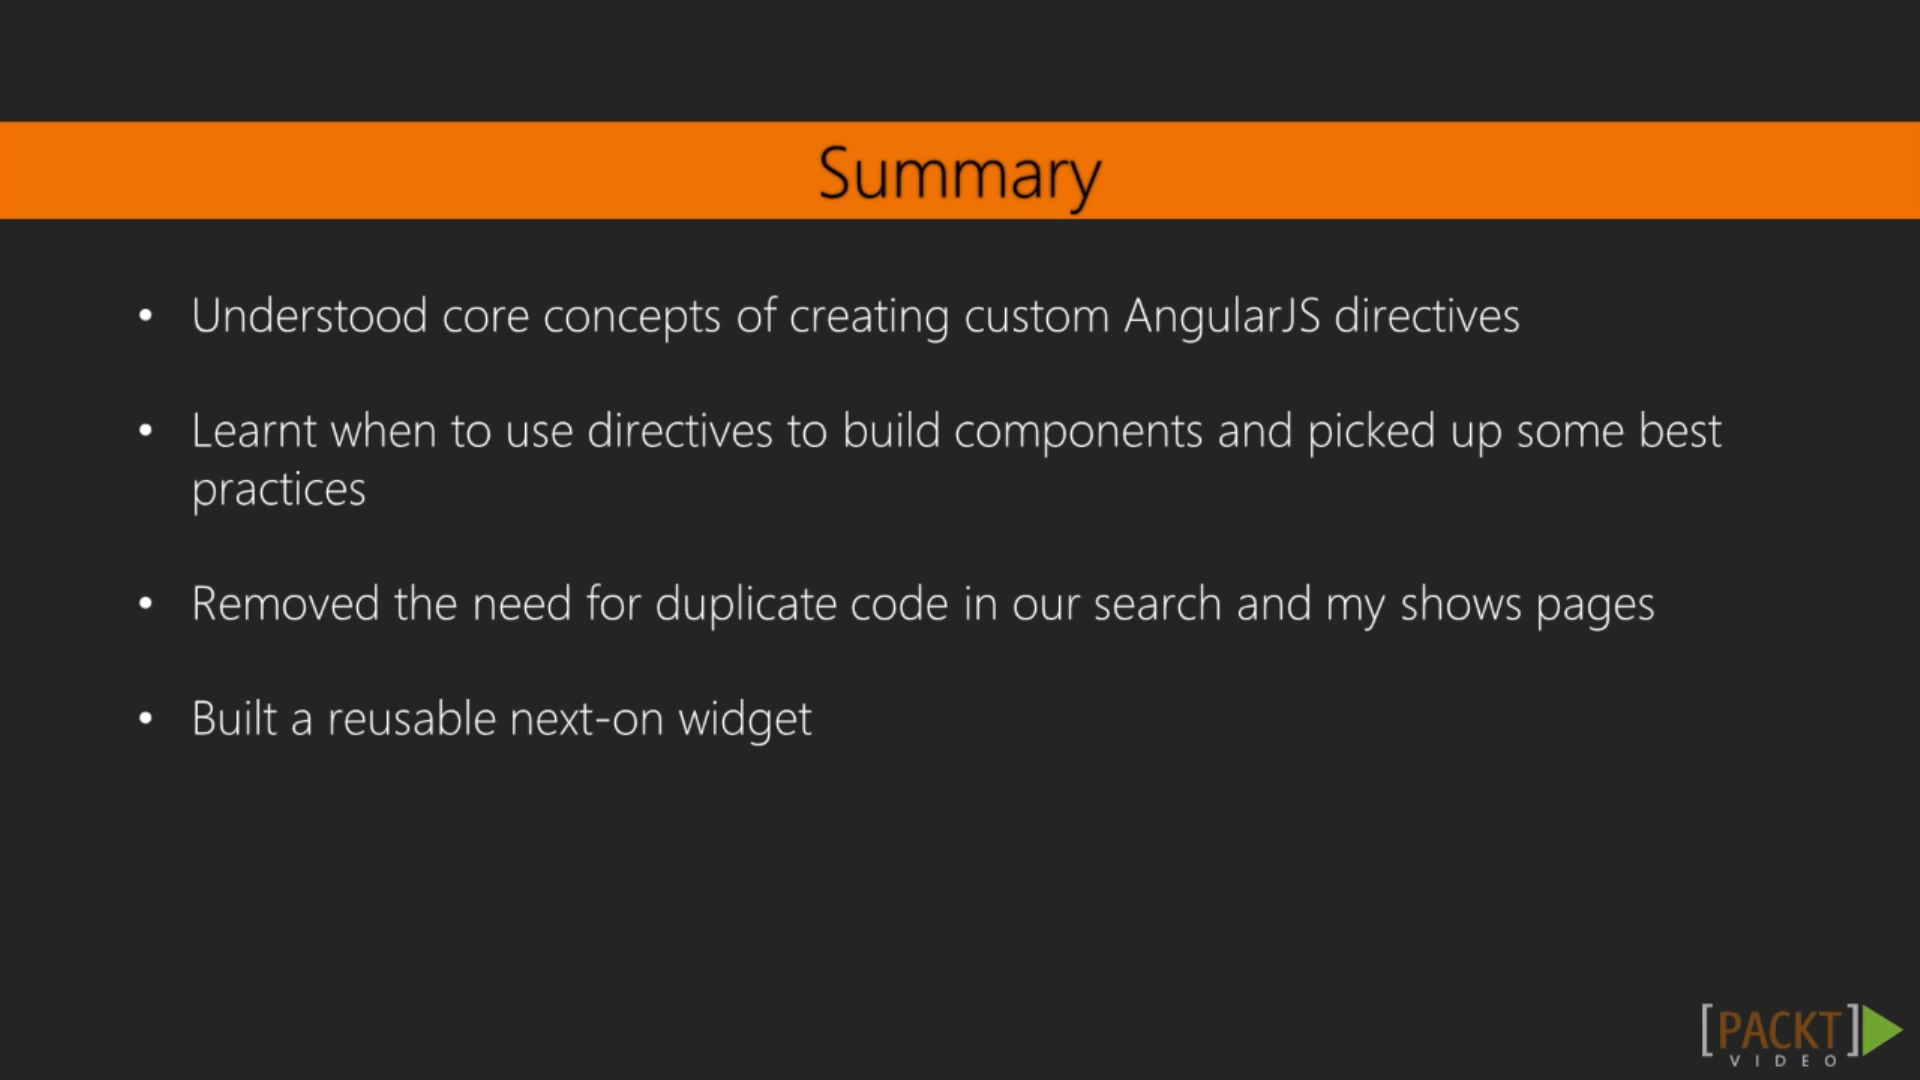 Summary
• Understood core concepts of creating custom AngularJS directives
• Learnt when to use directives to build components and picked up some best
practices
• Removed the need for duplicate code in our search and my shows pages
• Built a reusable next-on widget
[PACKT]
VIDEO